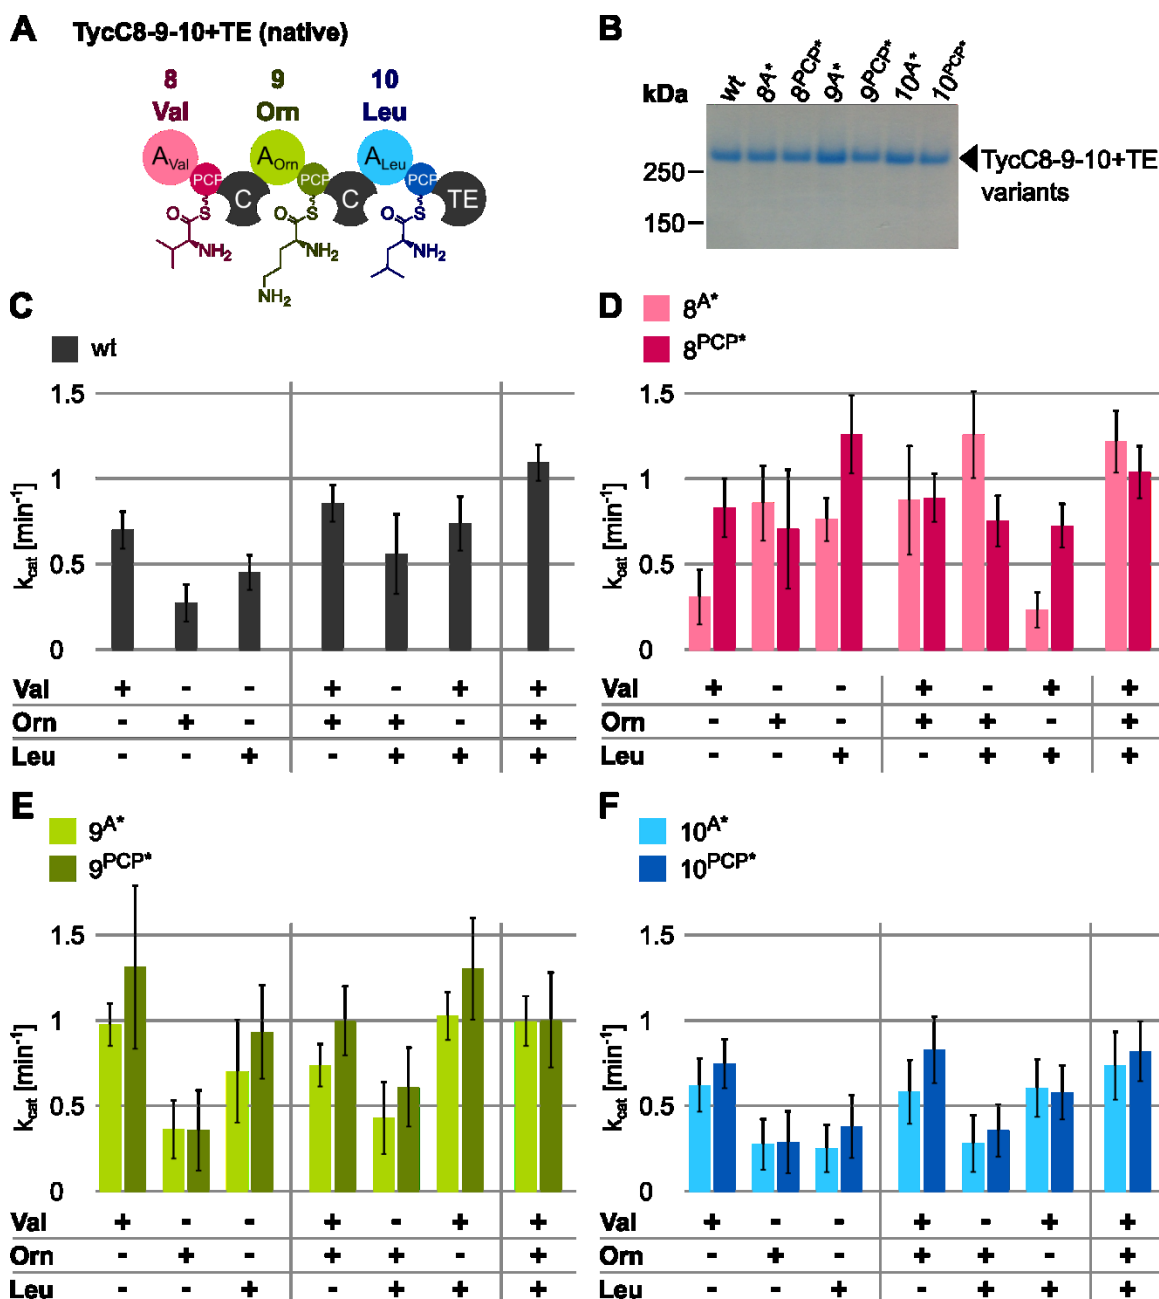 A TycC8-9-10+TE (native)
8 9 10
Val Orn Leu
AVal AOrn ALeu
PCP PCP PCP
C C TE
O S O S O S
NH2 NH2 NH2
NH2
B
wt 8A* 8PCP* 9A* 9PCP* 10A* 10PCP*
kDa
250
150
TycC8-9-10+TE
variants
C
wt
kcat [min-1]
1.5
1
0.5
0
Val + - - + - + +
Orn - + - + + - +
Leu - - + - + + +
D
8A*
8PCP*
kcat [min-1]
1.5
1
0.5
0
Val + - - + - + +
Orn - + - + + - +
Leu - - + - + + +
E
9A*
9PCP*
kcat [min-1]
1.5
1
0.5
0
Val + - - + - + +
Orn - + - + + - +
Leu - - + - + + +
F
10A*
10PCP*
kcat [min-1]
1.5
1
0.5
0
Val + - - + - + +
Orn - + - + + - +
Leu - - + - + + +